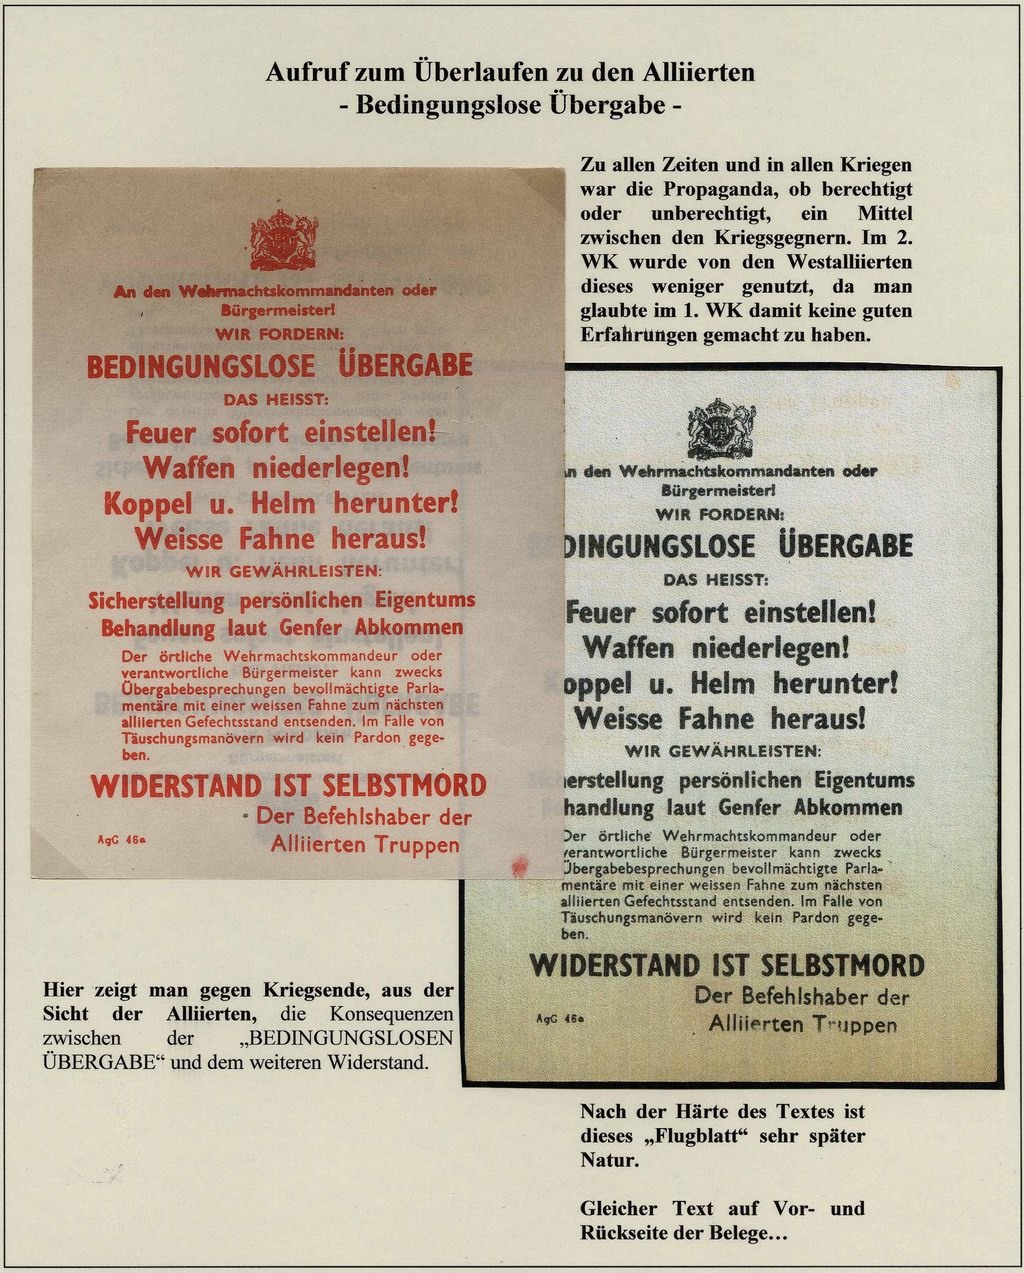 Aufruf zum Überlaufen zu den Alliierten
- Bedingungslose Übergabe -
Zu allen Zeiten und in allen Kriegen
war die Propaganda, ob berechtigt
oder unberechtigt, ein Mittel
zwischen den Kriegsgegnern. Im 2.
WK wurde von den Westalliierten
dieses weniger genutzt, da man
glaubte im 1. WK damit keine guten
Erfahrungen gemacht zu haben.
An den Wehrmachtskommandanten oder
Bürgermeister!
WIR FORDERN:
BEDINGUNGSLOSE ÜBERGABE
DAS HEISST:
Feuer sofort einstellen!
Waffen niederlegen!
Koppel u. Helm herunter!
Weisse Fahne heraus!
WIR GEWÄHRLEISTEN:
Sicherstellung persönlichen Eigentums
Behandlung laut Genfer Abkommen
Der örtliche Wehrmachtskommandeur oder
verantwortliche Bürgermeister kann zwecks
Übergabebesprechungen bevollmächtigte Parla-
mentäre mit einer weissen Fahne zum nächsten
alliierten Gefechtsstand entsenden. Im Falle von
Täuschungsmanövern wird kein Pardon gege-
ben.
WIDERSTAND IST SELBSTMORD
Der Befehlshaber der
Alliierten Truppen
AgG 46a
An den Wehrmachtskommandanten oder
Bürgermeister!
WIR FORDERN:
DINGUNGSLOSE ÜBERGABE
DAS HEISST:
Feuer sofort einstellen!
Waffen niederlegen!
oppel u. Helm herunter!
Weisse Fahne heraus!
WIR GEWÄHRLEISTEN:
erstellung persönlichen Eigentums
handlung laut Genfer Abkommen
Der örtliche Wehrmachtskommandeur oder
verantwortliche Bürgermeister kann zwecks
Übergabebesprechungen bevollmächtigte Parla-
mentäre mit einer weissen Fahne zum nächsten
alliierten Gefechtsstand entsenden. Im Falle von
Täuschungsmanövern wird kein Pardon gege-
ben.
WIDERSTAND IST SELBSTMORD
Der Befehlshaber der
Alliierten Truppen
AgG 46a
Hier zeigt man gegen Kriegsende, aus der
Sicht der Alliierten, die Konsequenzen
zwischen der „BEDINGUNGSLOSEN
ÜBERGABE“ und dem weiteren Widerstand.
Nach der Härte des Textes ist
dieses „Flugblatt“ sehr später
Natur.
Gleicher Text auf Vor- und
Rückseite der Belege…